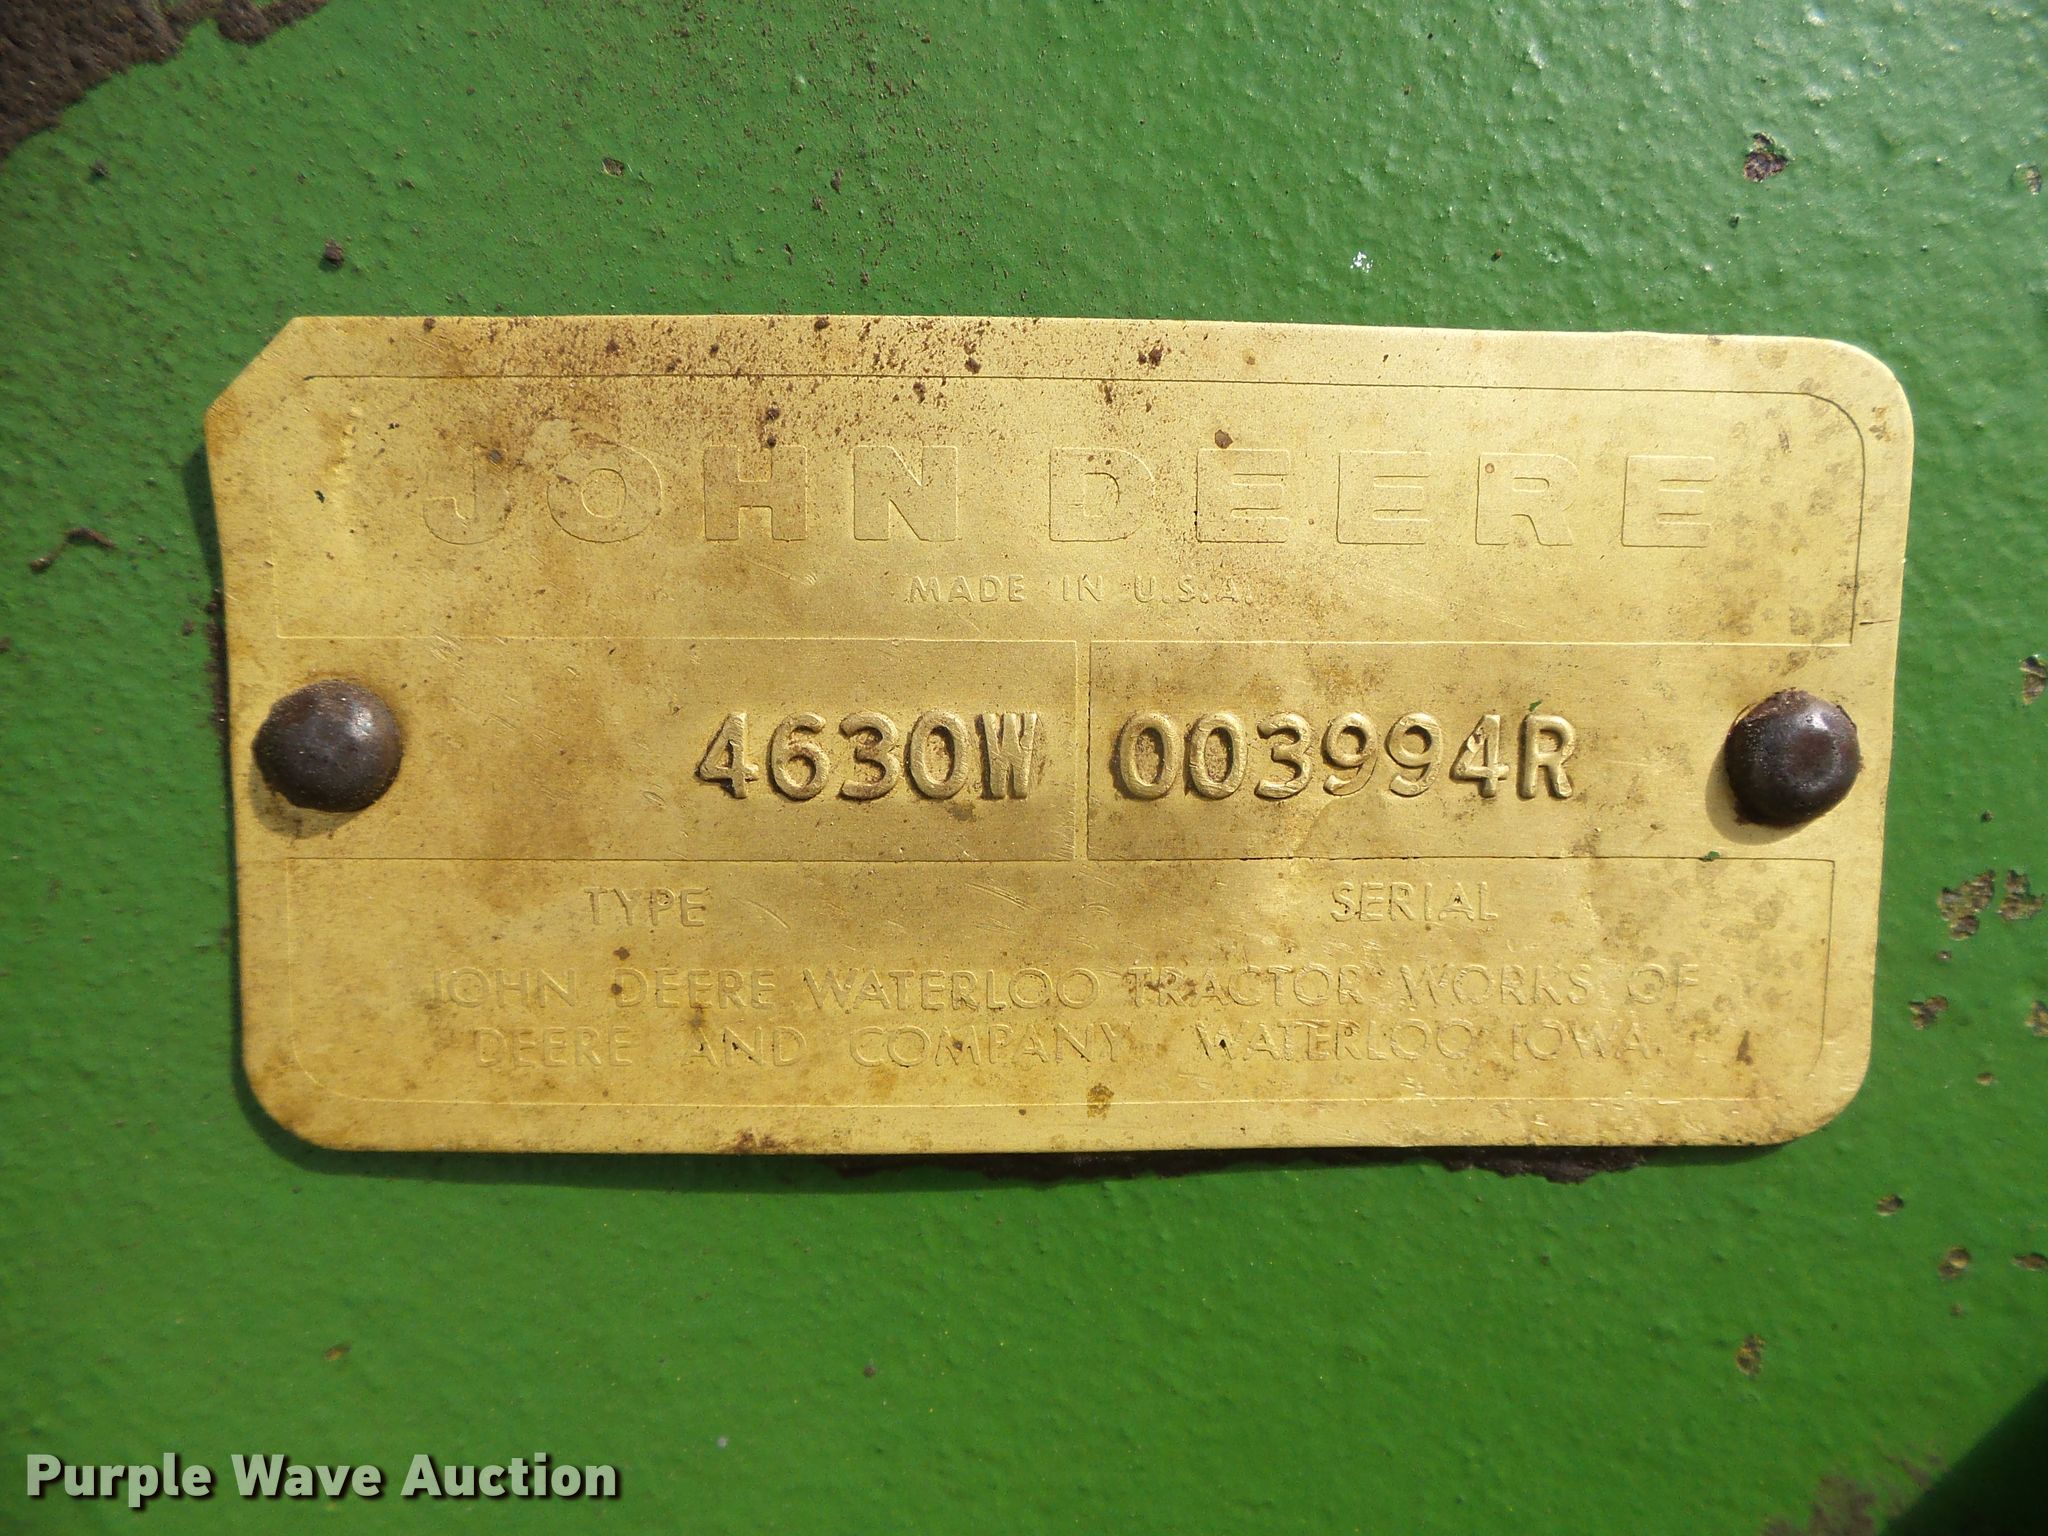 JOHN DEERE
MADE IN U.S.A.
4630W 003994R
TYPE SERIAL
JOHN DEERE WATERLOO TRACTOR WORKS OF
DEERE AND COMPANY WATERLOO IOWA
Purple Wave Auction